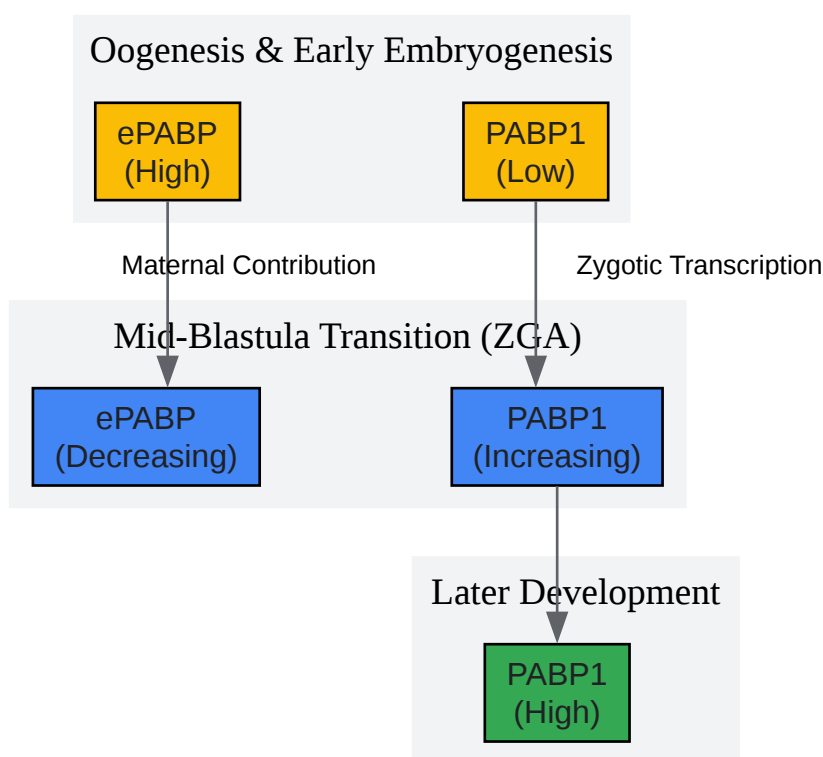 Oogenesis & Early Embryogenesis
ePABP
(High)
PABP1
(Low)
Maternal Contribution
Zygotic Transcription
Mid-Blastula Transition (ZGA)
ePABP
(Decreasing)
PABP1
(Increasing)
Later Development
PABP1
(High)